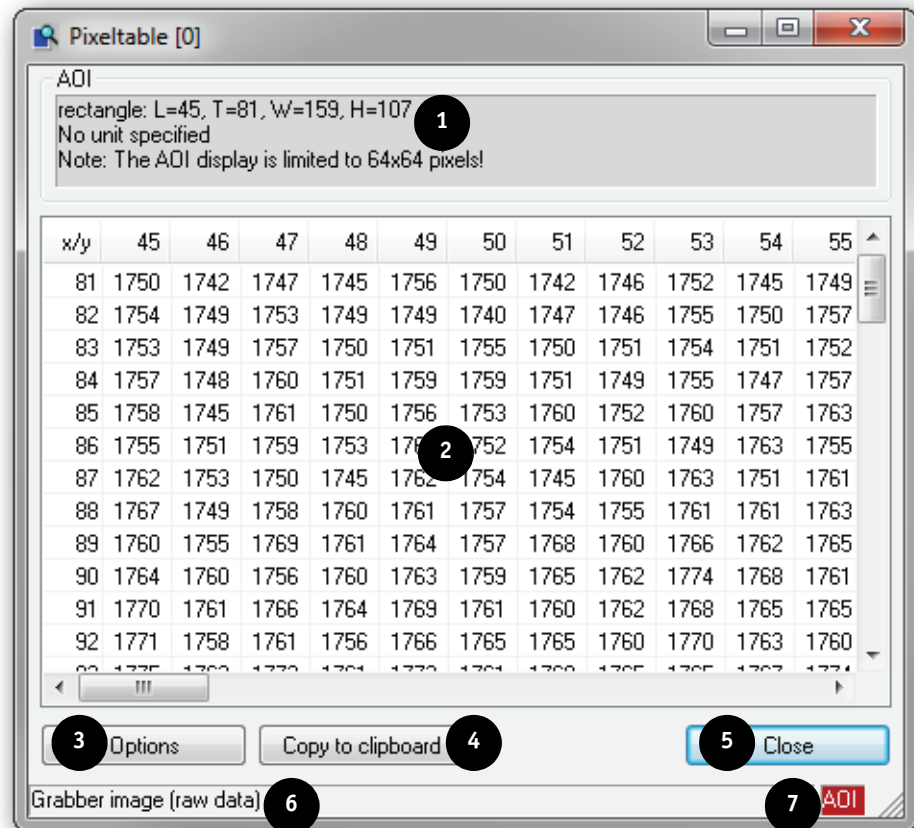 Pixeltable [0]
AOI
rectangle: L=45, T=81, W=159, H=107
1
No unit specified
Note: The AOI display is limited to 64x64 pixels!
x/y 45 46 47 48 49 50 51 52 53 54 55
81 1750 1742 1747 1745 1756 1750 1742 1746 1752 1745 1749
82 1754 1749 1753 1749 1749 1740 1747 1746 1755 1750 1757
83 1753 1749 1757 1750 1751 1755 1750 1751 1754 1751 1752
84 1757 1748 1760 1751 1759 1759 1751 1749 1755 1747 1757
85 1758 1745 1761 1750 1756 1753 1760 1752 1760 1757 1763
86 1755 1751 1759 1753 1752 1754 1751 1749 1763 1755
2
87 1762 1753 1750 1745 1762 1754 1745 1760 1763 1751 1761
88 1767 1749 1758 1760 1761 1757 1754 1755 1761 1761 1763
89 1760 1755 1769 1761 1764 1757 1768 1760 1766 1762 1765
90 1764 1760 1756 1760 1763 1759 1765 1762 1774 1768 1761
91 1770 1761 1766 1764 1769 1761 1760 1762 1768 1765 1765
92 1771 1758 1761 1756 1766 1765 1765 1760 1770 1763 1760
3 Options Copy to clipboard 4 5 Close
Grabber image (raw data) 6 7 AOI